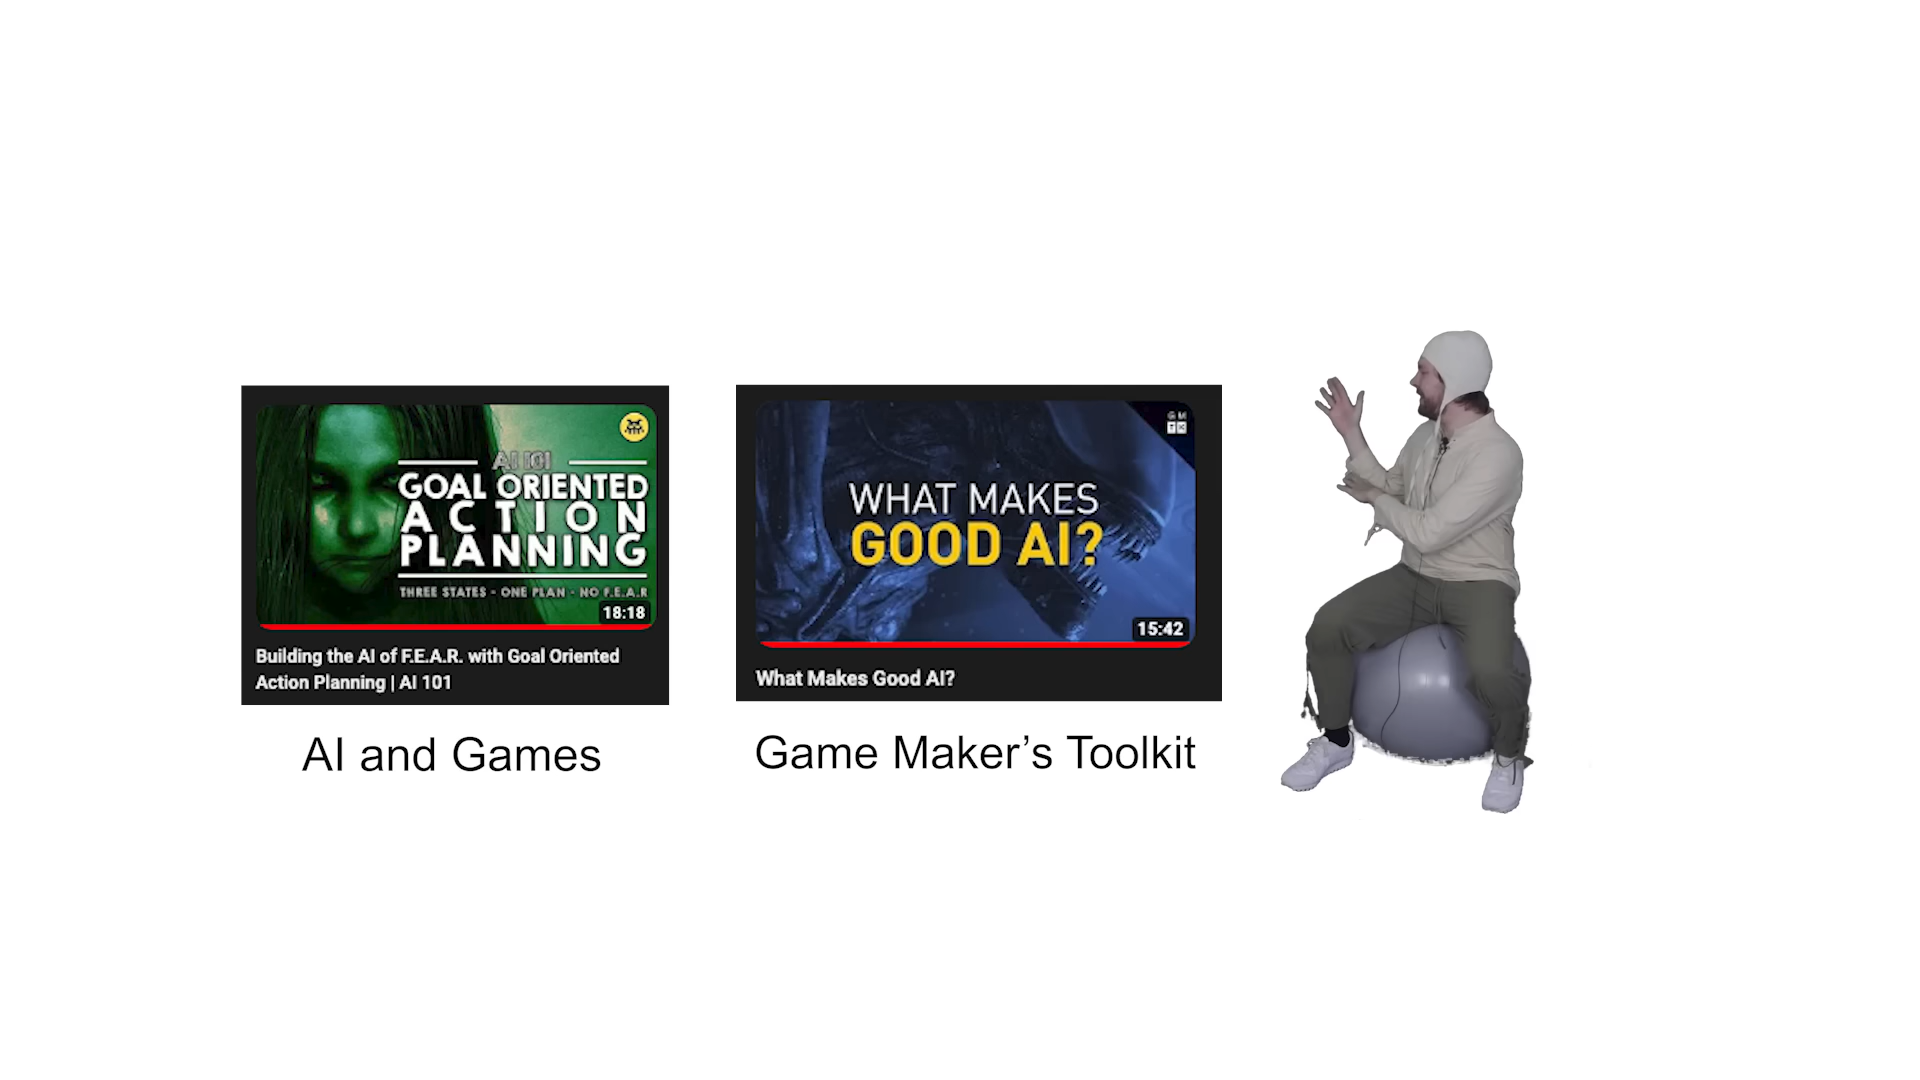 AI 101
GOAL ORIENTED
ACTION
PLANNING
THREE STATES - ONE PLAN - NO F.E.A.R
18:18
Building the AI of F.E.A.R. with Goal Oriented
Action Planning | AI 101
AI and Games
GM
TK
WHAT MAKES
GOOD AI?
15:42
What Makes Good AI?
Game Maker’s Toolkit